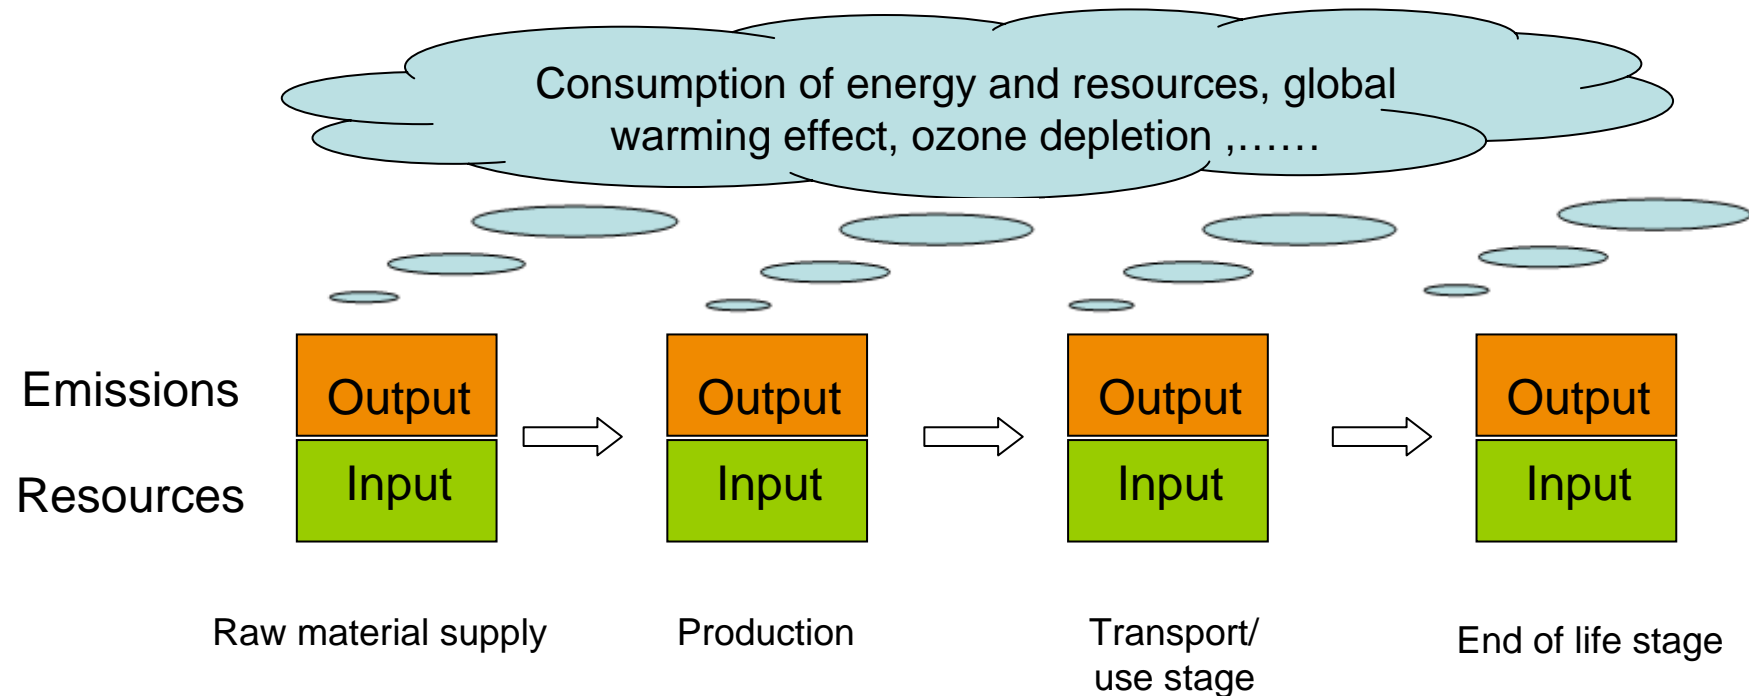 Consumption of energy and resources, global
warming effect, ozone depletion ,......
Emissions
Output
Output
Output
Output
Resources
Input
Input
Input
Input
Raw material supply
Production
Transport/
use stage
End of life stage